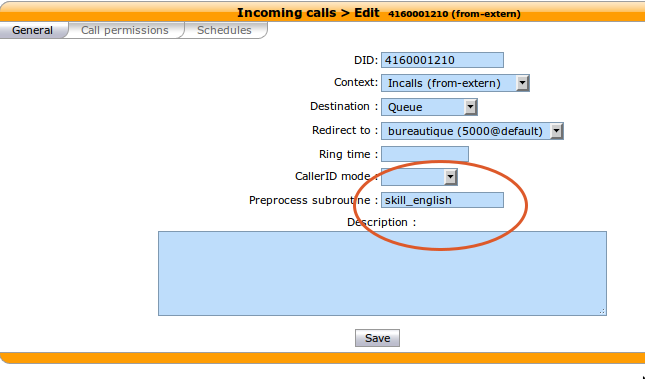 Incoming calls > Edit 4160001210 (from-extern)
General Call permissions Schedules
DID: 4160001210
Context: Incalls (from-extern)
Destination : Queue
Redirect to : bureautique (5000@default)
Ring time :
CallerID mode :
Preprocess subroutine : skill_english
Description :
Save